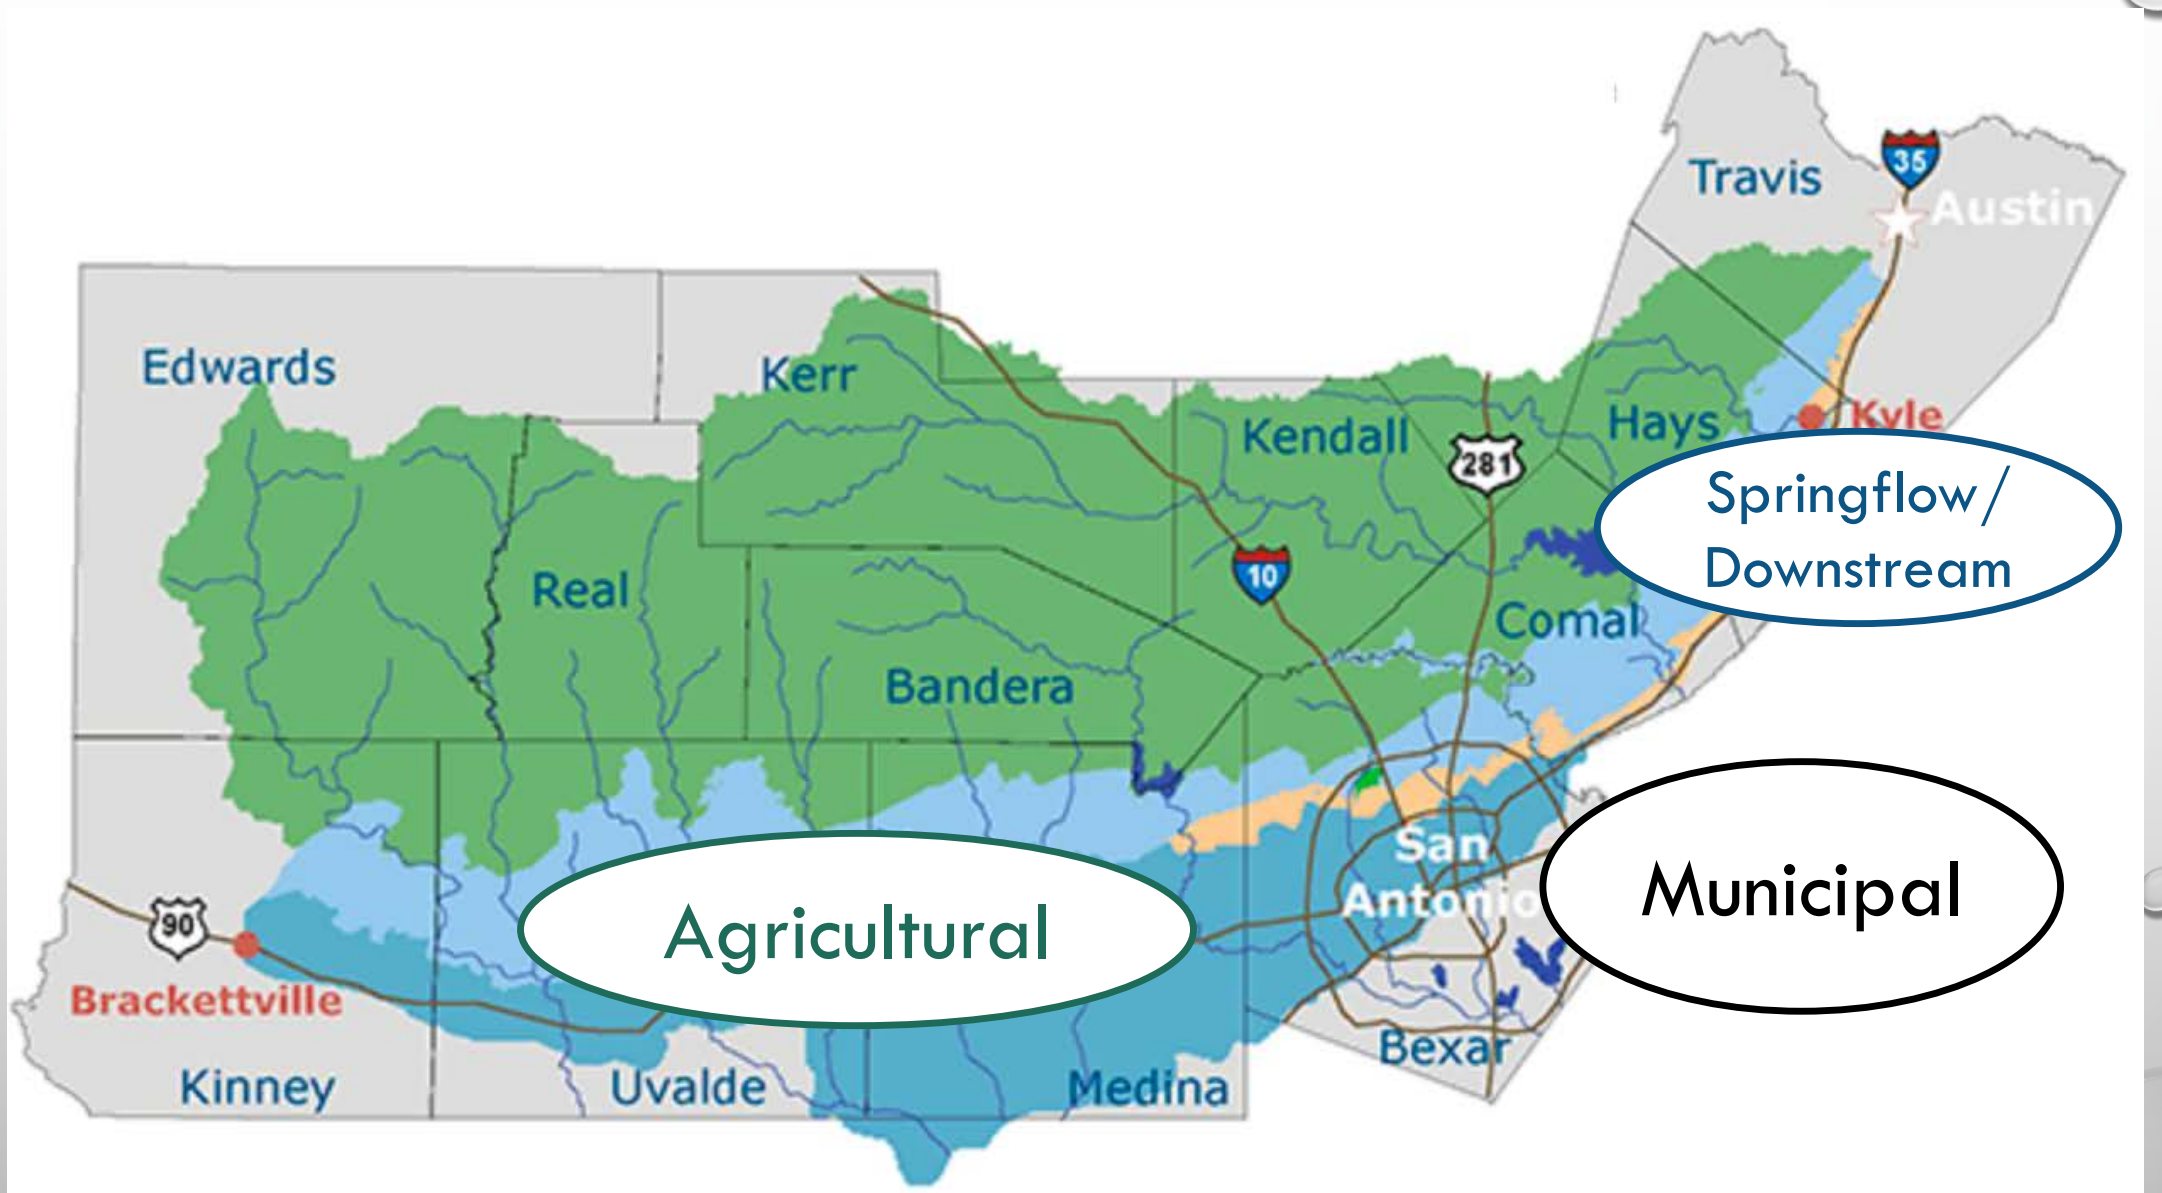 35
Travis
Austin
Edwards
Kerr
Kendall
281
Hays
Kyle
Springflow/
Downstream
10
Real
Comal
Bandera
San
Antonio
Agricultural
Municipal
90
Brackettville
Bexar
Kinney
Uvalde
Medina